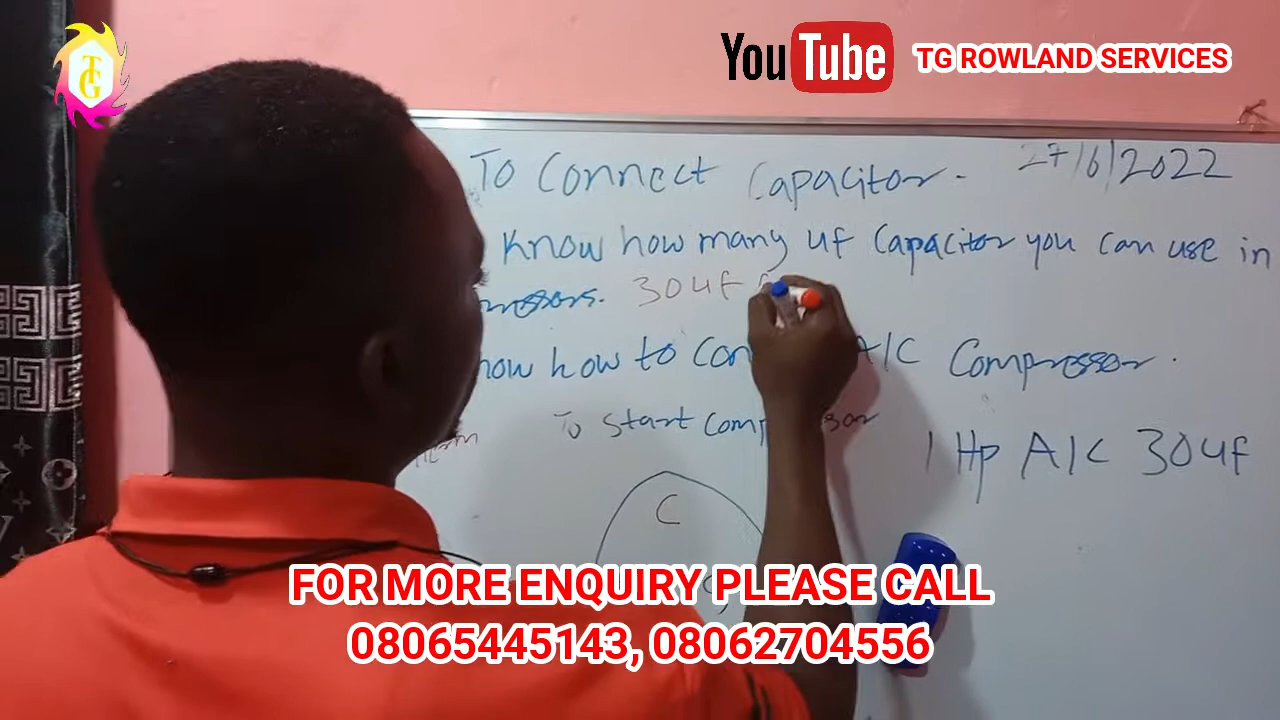 YouTube TG ROWLAND SERVICES
TG
To Connect Capacitor. 27/6/2022
Know how many uf Capacitor you can use in
30uf
how to A/C Compressor.
To start
1 Hp A/C 30uf
C
S
FOR MORE ENQUIRY PLEASE CALL
08065445143, 08062704556